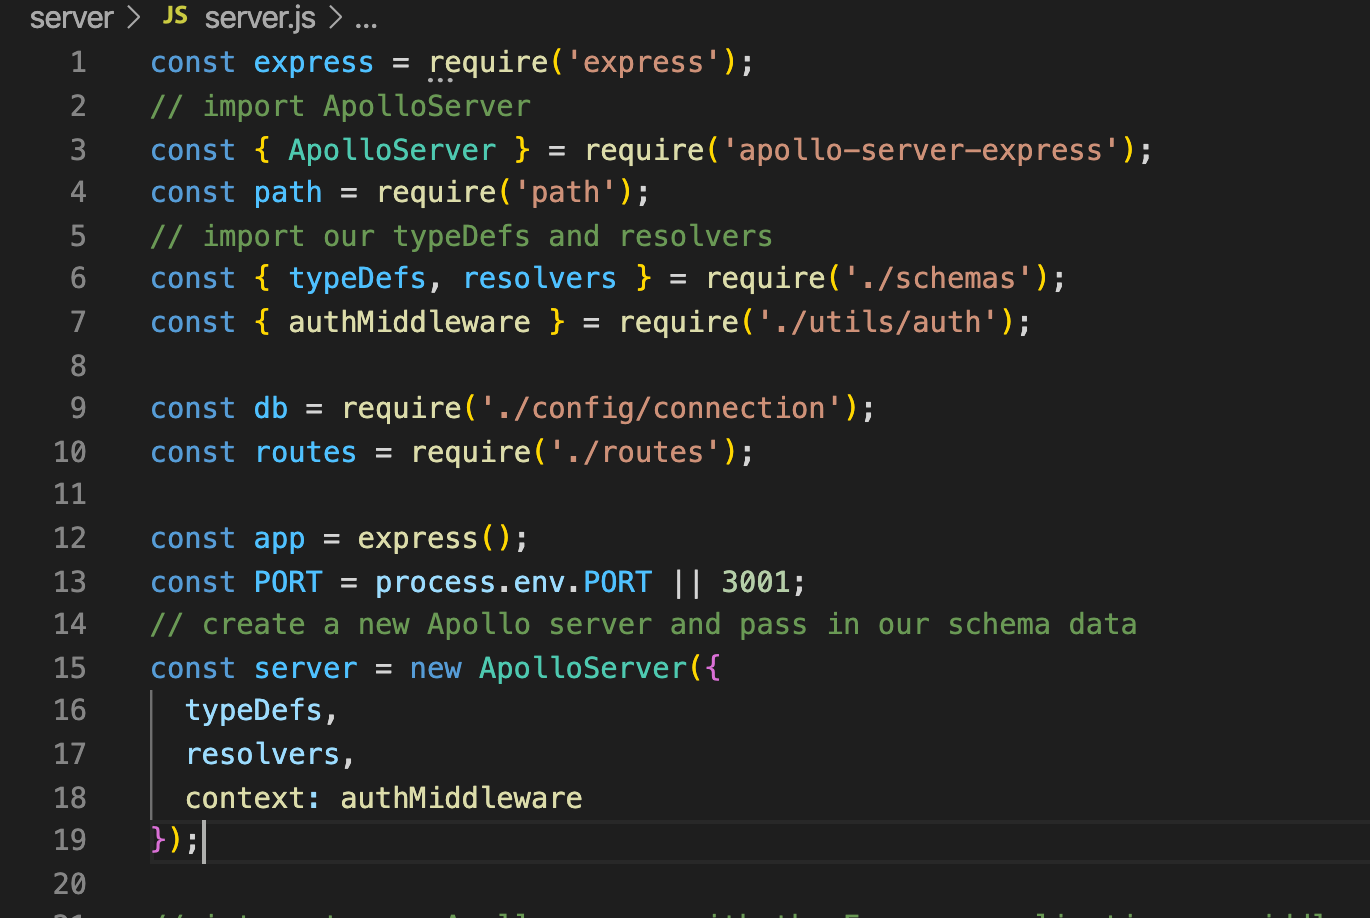 server > JS server.js > ...
1 const express = require('express');
2 // import ApolloServer
3 const { ApolloServer } = require('apollo-server-express');
4 const path = require('path');
5 // import our typeDefs and resolvers
6 const { typeDefs, resolvers } = require('./schemas');
7 const { authMiddleware } = require('./utils/auth');
8
9 const db = require('./config/connection');
10 const routes = require('./routes');
11
12 const app = express();
13 const PORT = process.env.PORT || 3001;
14 // create a new Apollo server and pass in our schema data
15 const server = new ApolloServer({
16   typeDefs,
17   resolvers,
18   context: authMiddleware
19 });
20